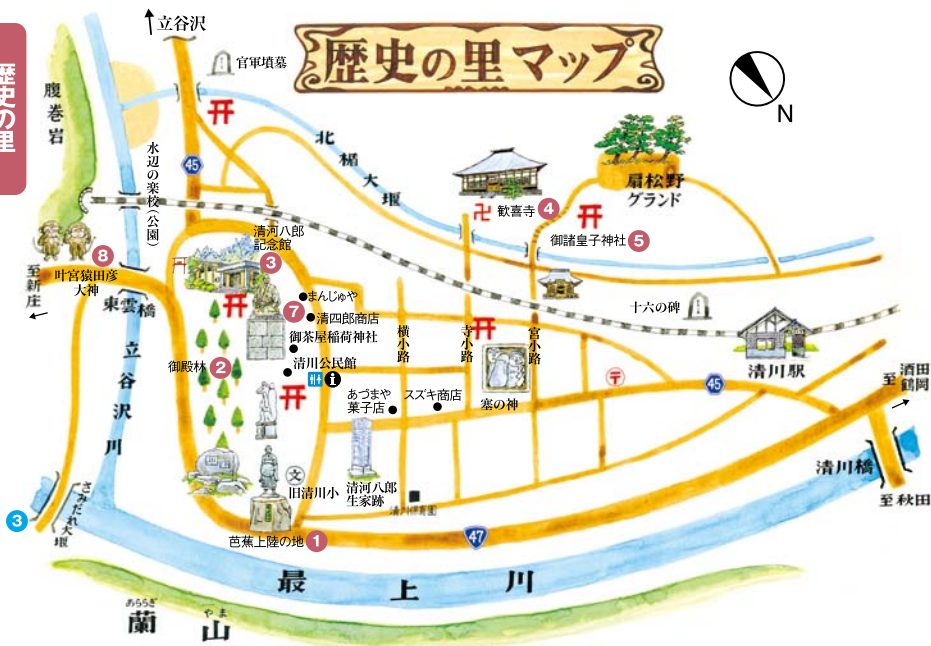 歴史の里
歴史の里マップ
立谷沢
官軍墳墓
N
腹巻岩
水辺の楽校(公園)
45
北楯大堰
扇松野
グランド
歓喜寺 4
御諸皇子神社 5
清河八郎
記念館
3
8
叶宮猿田彦
大神
至新庄
東雲橋
まんじゅや
7
清四郎商店
御茶屋稲荷神社
十六の碑
横小路
寺小路
宮小路
清川駅
御殿林 2
清川公民館
i
あづまや
菓子店
スズキ商店
塞の神
〒
45
至
酒田
鶴岡
立谷沢川
清川橋
至秋田
文
旧清川小
清河八郎
生家跡
清川保育園
3
さみだれ大堰
芭蕉上陸の地 1
47
最上川
あららぎ
やま
蘭山